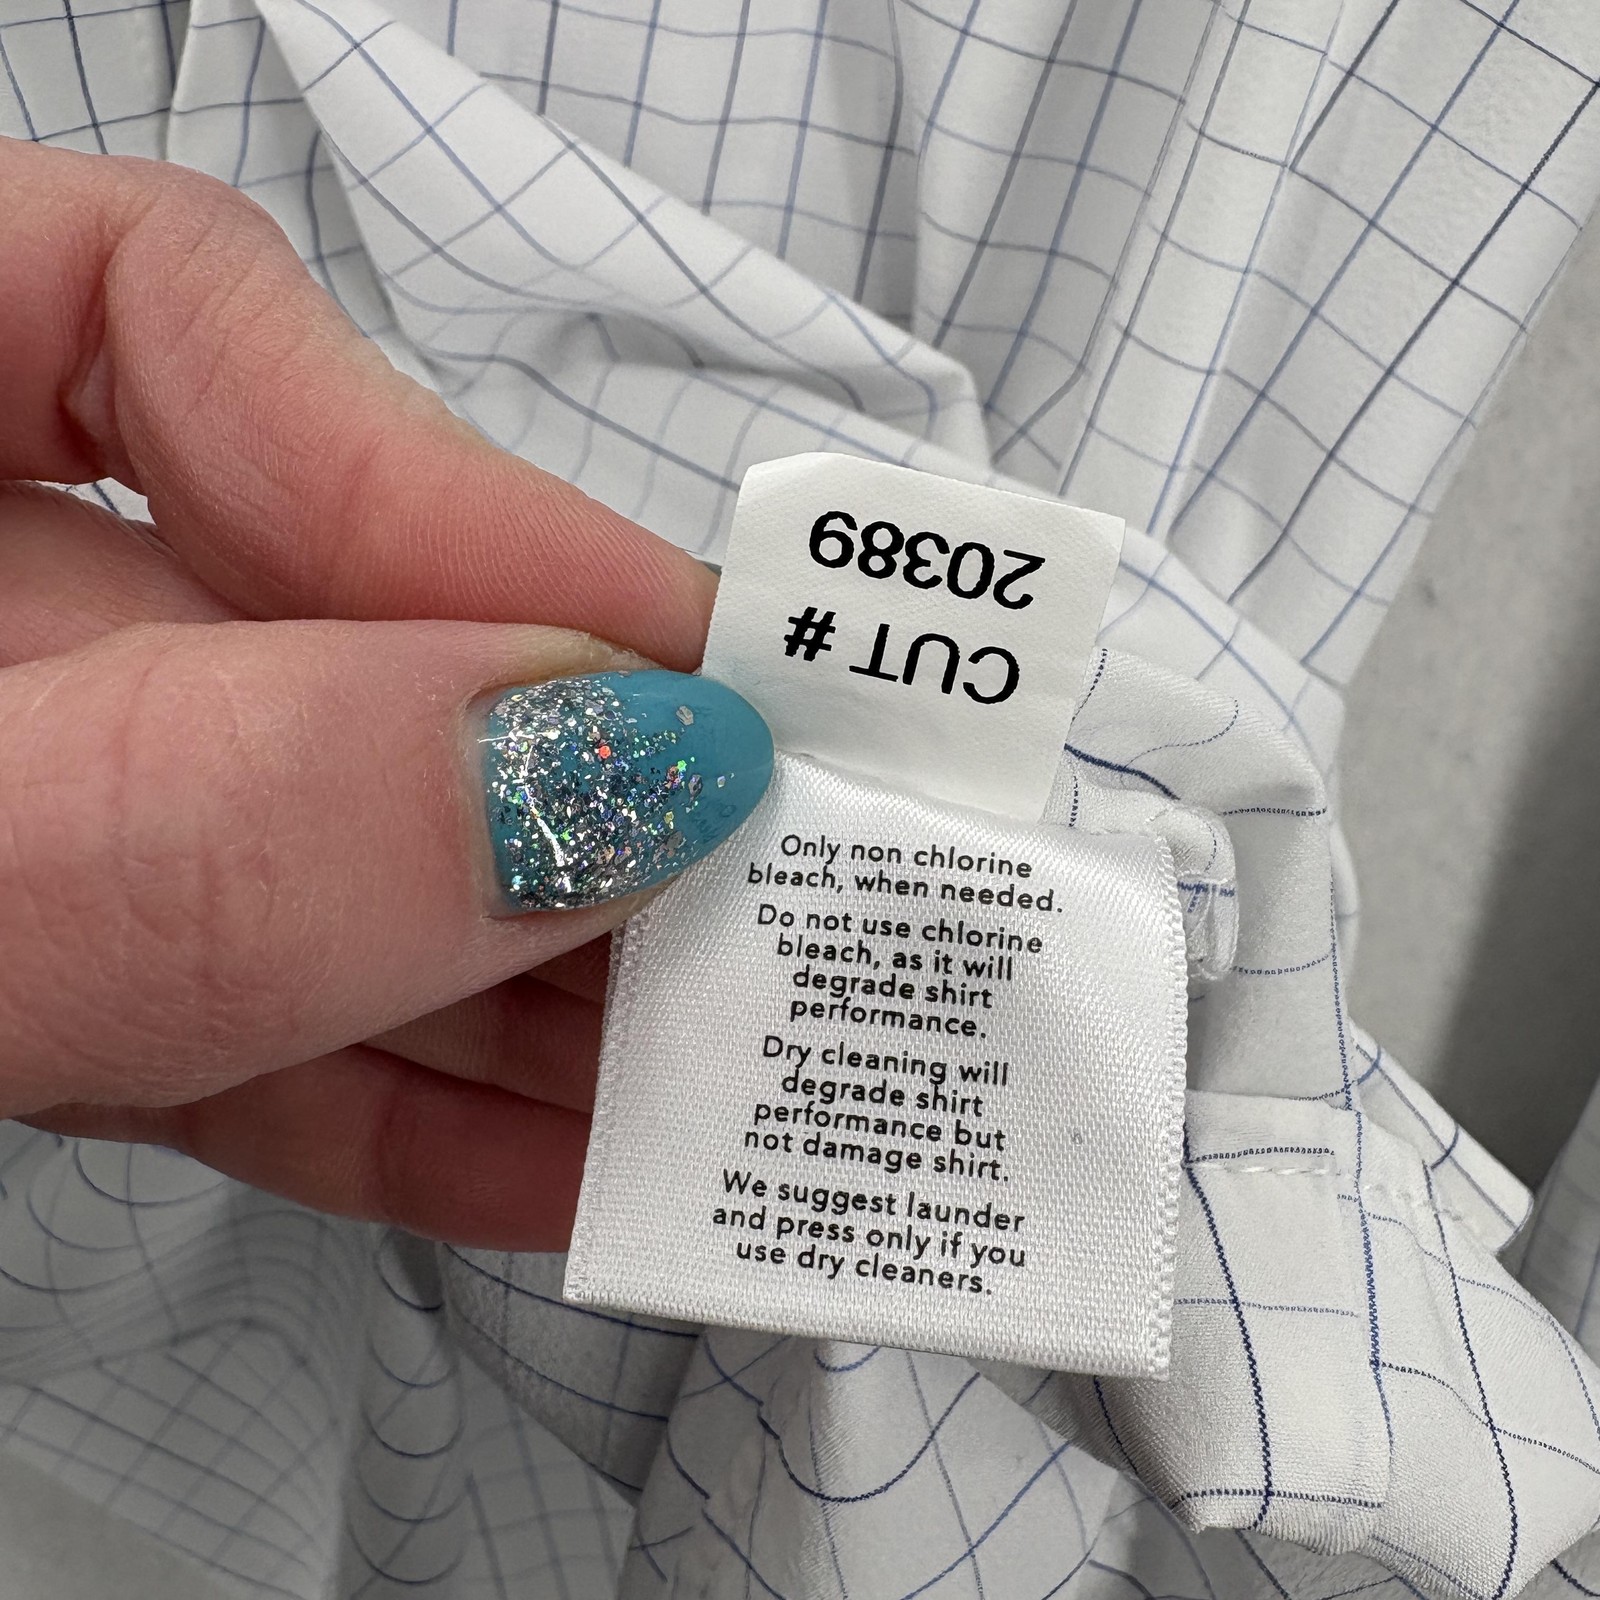 CUT #
20389
Only non chlorine
bleach, when needed.
Do not use chlorine
bleach, as it will
degrade shirt
performance.
Dry cleaning will
degrade shirt
performance but
not damage shirt.
We suggest launder
and press only if you
use dry cleaners.